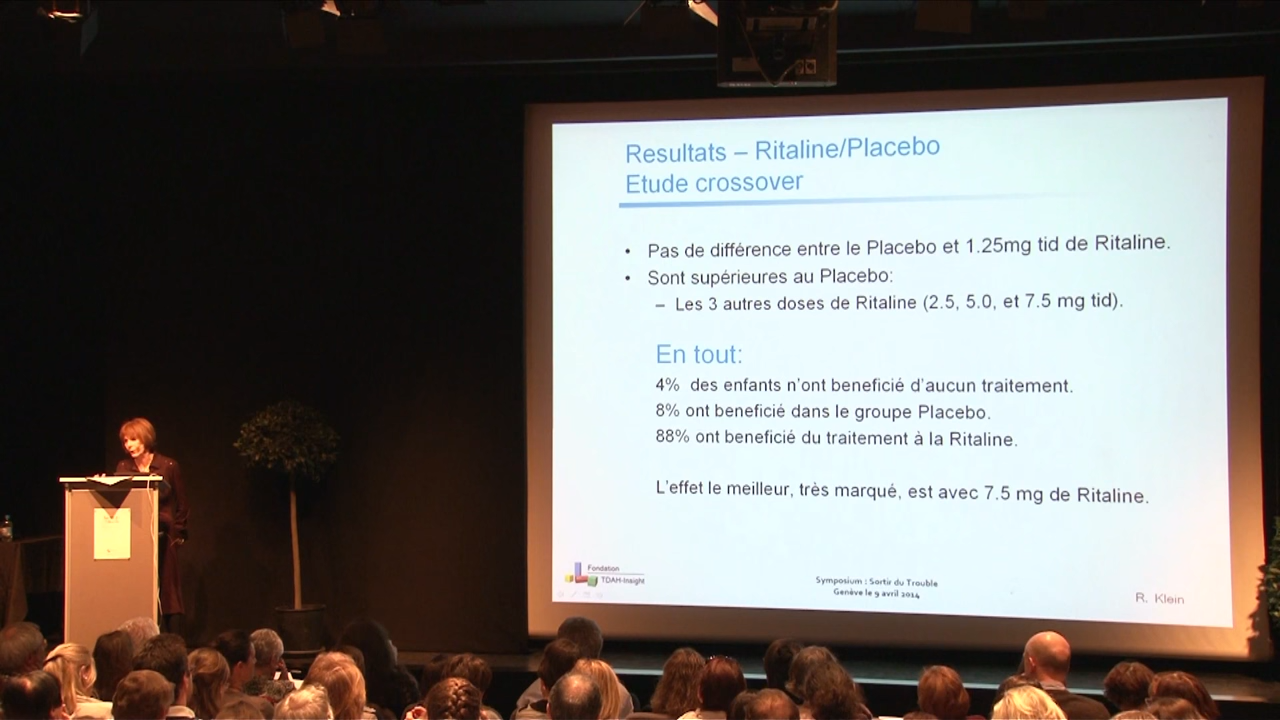 Resultats – Ritaline/Placebo
Etude crossover
• Pas de différence entre le Placebo et 1.25mg tid de Ritaline.
• Sont supérieures au Placebo:
– Les 3 autres doses de Ritaline (2.5, 5.0, et 7.5 mg tid).
En tout:
4% des enfants n'ont beneficié d'aucun traitement.
8% ont beneficié dans le groupe Placebo.
88% ont beneficié du traitement à la Ritaline.
L'effet le meilleur, très marqué, est avec 7.5 mg de Ritaline.
Fondation
TDAH-Insight
Symposium : Sortir du Trouble
Genève le 9 avril 2014
R. Klein